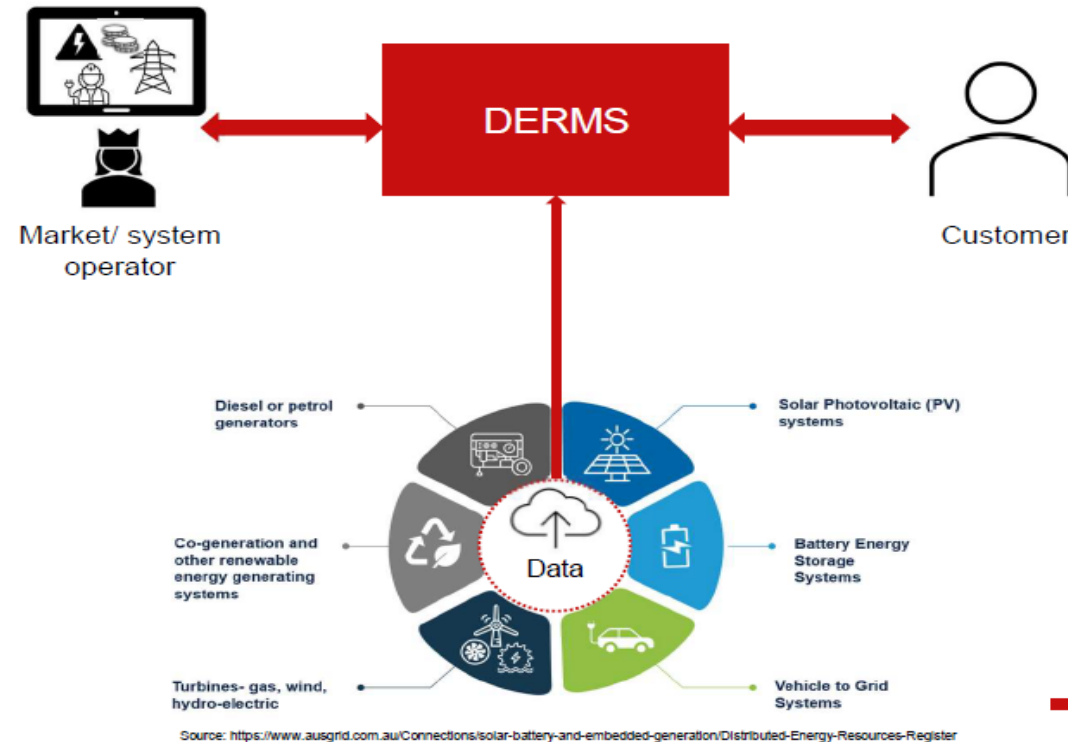 DERMS
Market/ system
operator
Customer
Diesel or petrol
generators
Solar Photovoltaic (PV)
systems
Co-generation and
other renewable
energy generating
systems
Data
Battery Energy
Storage
Systems
Turbines- gas, wind,
hydro-electric
Vehicle to Grid
Systems
Source: https://www.ausgrid.com.au/Connections/solar-battery-and-embedded-generation/Distributed-Energy-Resources-Register